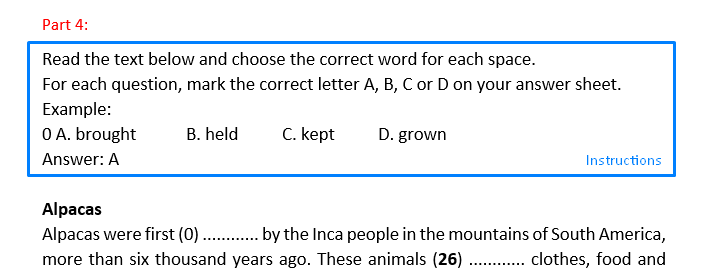 Part 4:
Read the text below and choose the correct word for each space.
For each question, mark the correct letter A, B, C or D on your answer sheet.
Example:
0 A. brought B. held C. kept D. grown
Answer: A
Instructions
Alpacas
Alpacas were first (0) ............ by the Inca people in the mountains of South America,
more than six thousand years ago. These animals (26) ............ clothes, food and